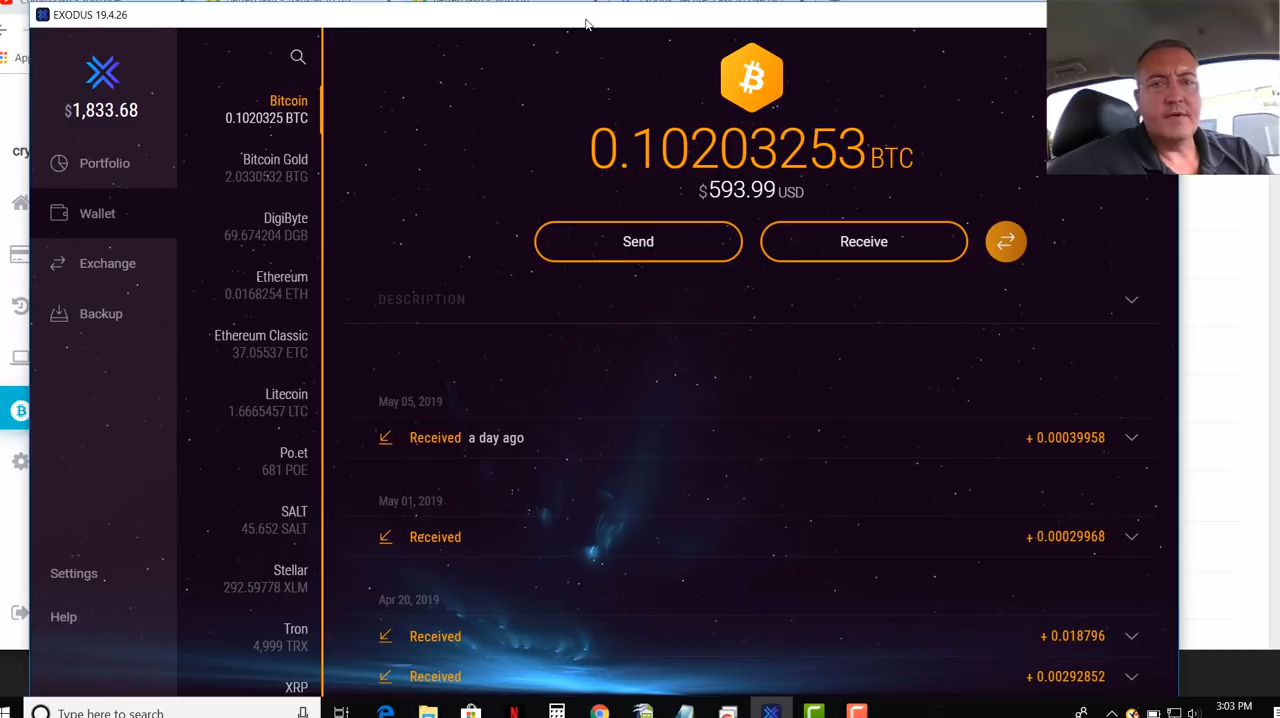 EXODUS 19.4.26
App
$1,833.68
Portfolio
Wallet
Exchange
Backup
Settings
Help
cry
Bitcoin
0.1020325 BTC
Bitcoin Gold
2.0330532 BTG
DigiByte
69.674204 DGB
Ethereum
0.0168254 ETH
Ethereum Classic
37.05537 ETC
Litecoin
1.6665457 LTC
Po.et
681 POE
SALT
45.652 SALT
Stellar
292.59778 XLM
Tron
4,999 TRX
XRP
0.10203253 BTC
$593.99 USD
Send
Receive
DESCRIPTION
May 05, 2019
Received a day ago
+ 0.00039958
May 01, 2019
Received
+ 0.00029968
Apr 20, 2019
Received
+ 0.018796
Received
+ 0.00292852
Type here to search
3:03 PM